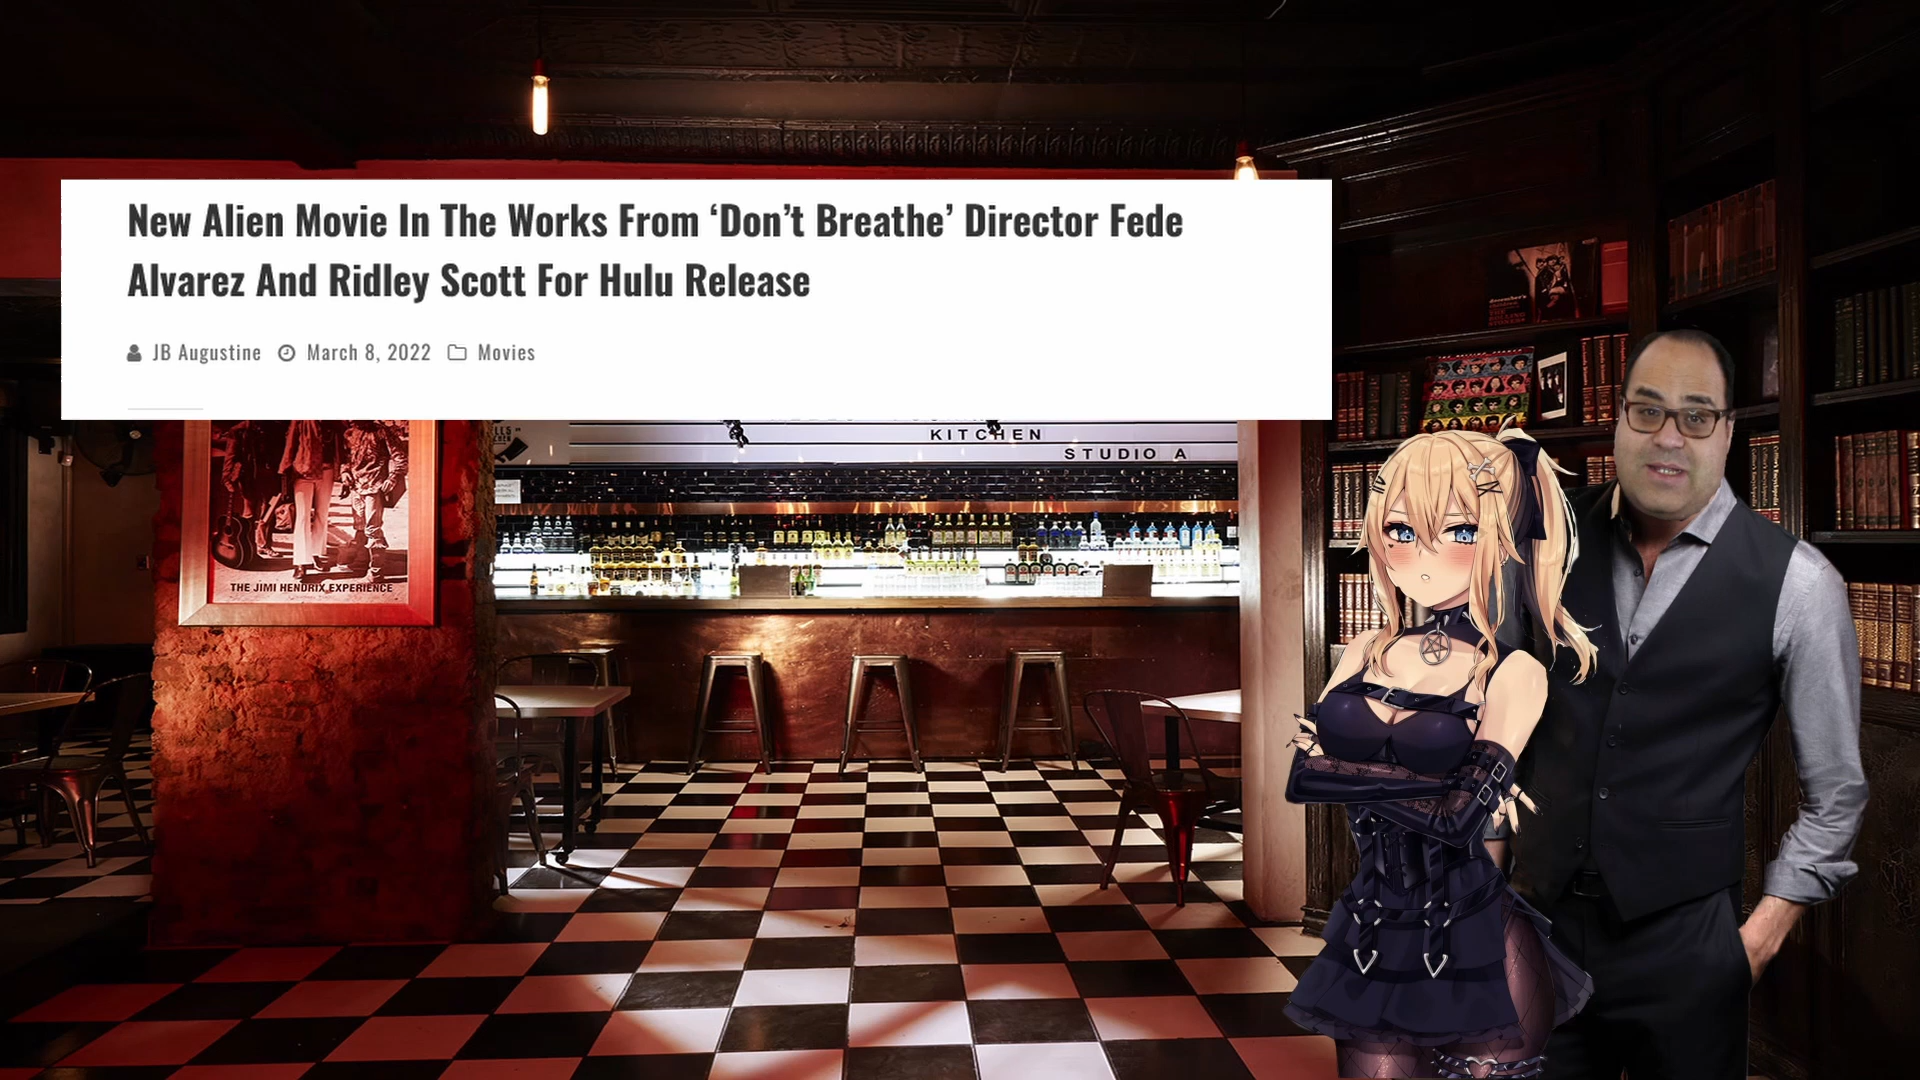 New Alien Movie In The Works From ‘Don’t Breathe’ Director Fede
Alvarez And Ridley Scott For Hulu Release
JB Augustine March 8, 2022 Movies
KITCHEN
STUDIO A
THE JIMI HENDRIX EXPERIENCE